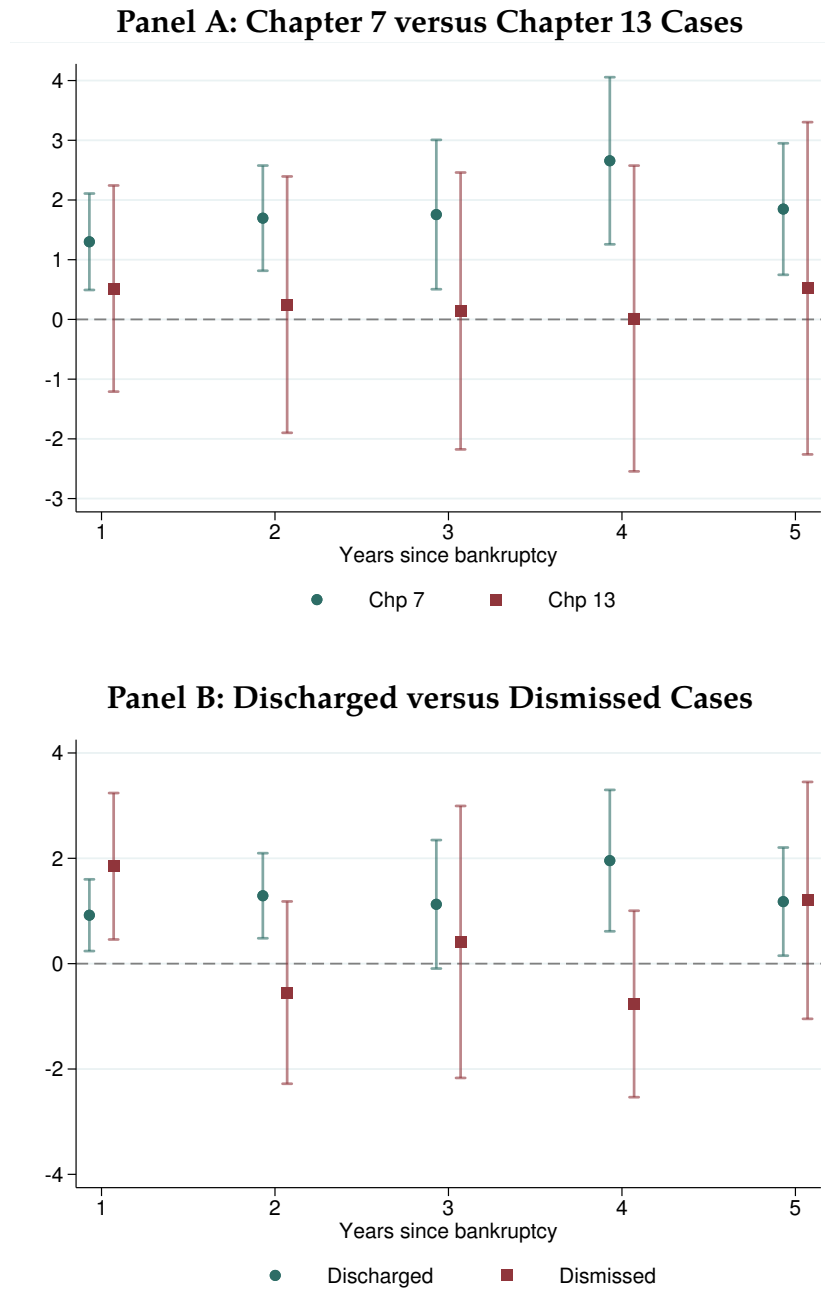 Panel A: Chapter 7 versus Chapter 13 Cases
4
3
2
1
0
-1
-2
-3
1 2 3 4 5
Years since bankruptcy
Chp 7 Chp 13
Panel B: Discharged versus Dismissed Cases
4
2
0
-2
-4
1 2 3 4 5
Years since bankruptcy
Discharged Dismissed